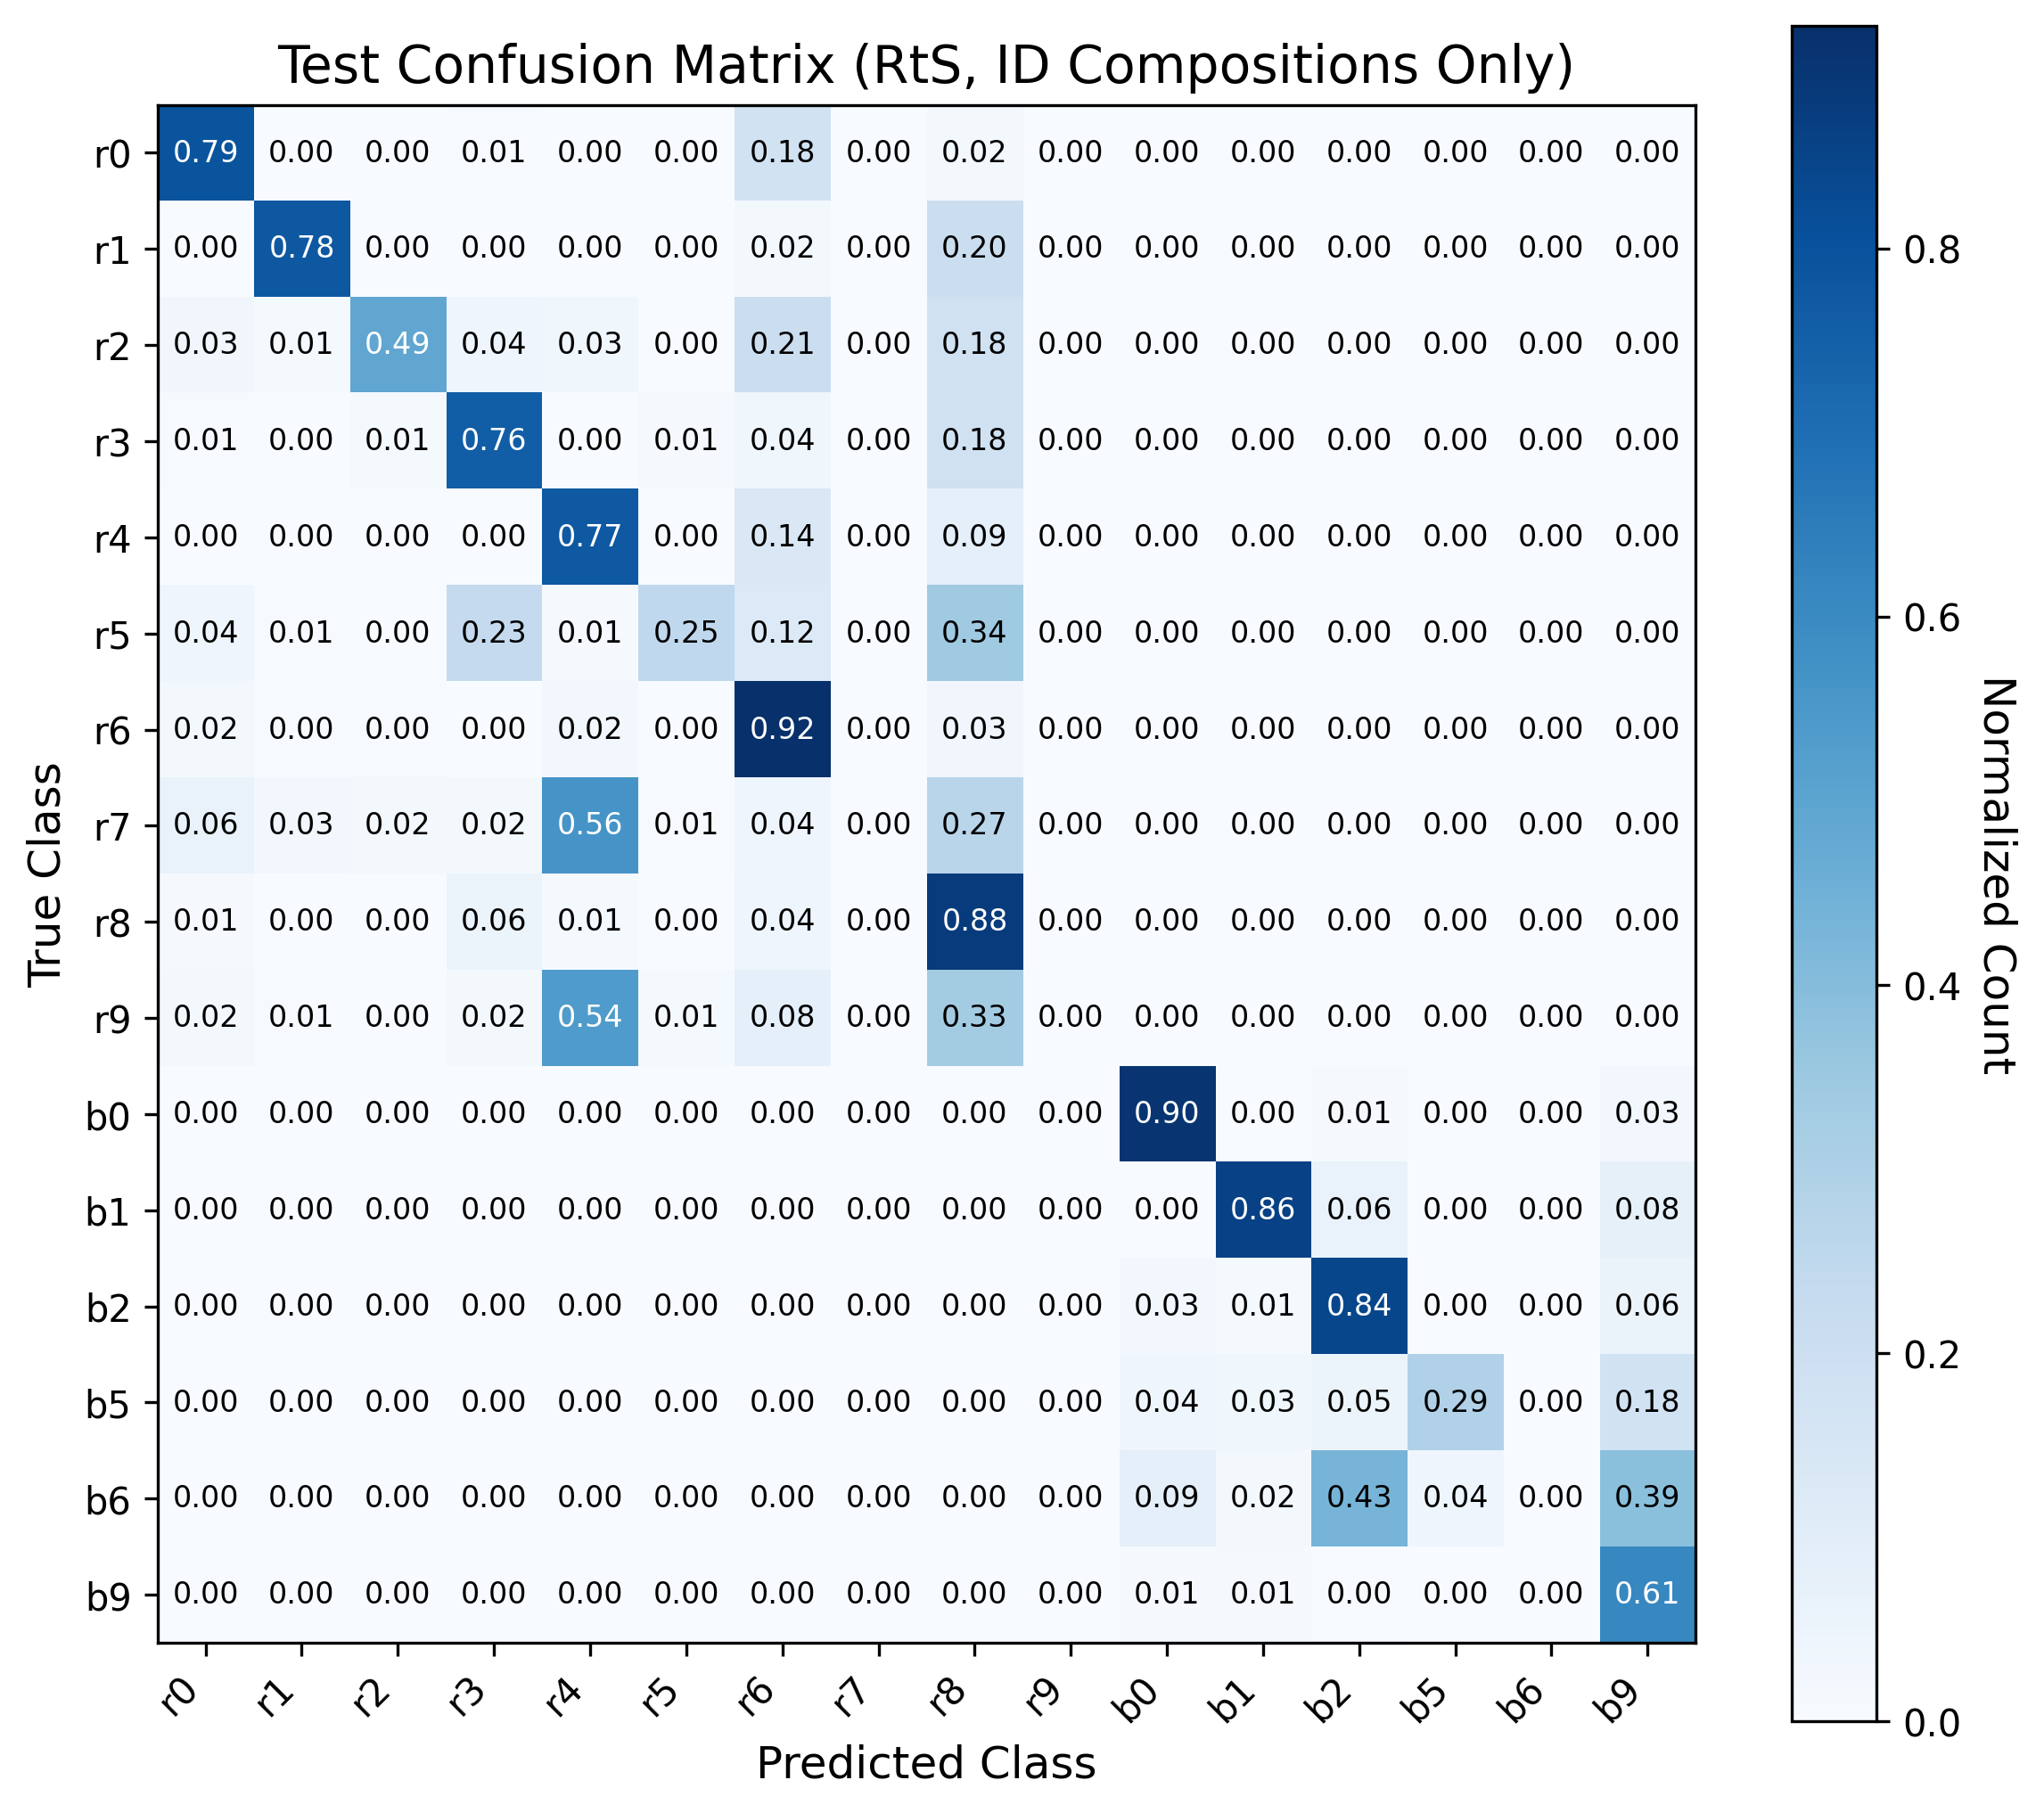 Test Confusion Matrix (RtS, ID Compositions Only)
r0 0.79 0.00 0.00 0.01 0.00 0.00 0.18 0.00 0.02 0.00 0.00 0.00 0.00 0.00 0.00 0.00
r1 0.00 0.78 0.00 0.00 0.00 0.00 0.02 0.00 0.20 0.00 0.00 0.00 0.00 0.00 0.00 0.00
r2 0.03 0.01 0.49 0.04 0.03 0.00 0.21 0.00 0.18 0.00 0.00 0.00 0.00 0.00 0.00 0.00
r3 0.01 0.00 0.01 0.76 0.00 0.01 0.04 0.00 0.18 0.00 0.00 0.00 0.00 0.00 0.00 0.00
r4 0.00 0.00 0.00 0.00 0.77 0.00 0.14 0.00 0.09 0.00 0.00 0.00 0.00 0.00 0.00 0.00
r5 0.04 0.01 0.00 0.23 0.01 0.25 0.12 0.00 0.34 0.00 0.00 0.00 0.00 0.00 0.00 0.00
r6 0.02 0.00 0.00 0.00 0.02 0.00 0.92 0.00 0.03 0.00 0.00 0.00 0.00 0.00 0.00 0.00
r7 0.06 0.03 0.02 0.02 0.56 0.01 0.04 0.00 0.27 0.00 0.00 0.00 0.00 0.00 0.00 0.00
r8 0.01 0.00 0.00 0.06 0.01 0.00 0.04 0.00 0.88 0.00 0.00 0.00 0.00 0.00 0.00 0.00
r9 0.02 0.01 0.00 0.02 0.54 0.01 0.08 0.00 0.33 0.00 0.00 0.00 0.00 0.00 0.00 0.00
b0 0.00 0.00 0.00 0.00 0.00 0.00 0.00 0.00 0.00 0.00 0.90 0.00 0.01 0.00 0.00 0.03
b1 0.00 0.00 0.00 0.00 0.00 0.00 0.00 0.00 0.00 0.00 0.00 0.86 0.06 0.00 0.00 0.08
b2 0.00 0.00 0.00 0.00 0.00 0.00 0.00 0.00 0.00 0.00 0.03 0.01 0.84 0.00 0.00 0.06
b5 0.00 0.00 0.00 0.00 0.00 0.00 0.00 0.00 0.00 0.00 0.04 0.03 0.05 0.29 0.00 0.18
b6 0.00 0.00 0.00 0.00 0.00 0.00 0.00 0.00 0.00 0.00 0.09 0.02 0.43 0.04 0.00 0.39
b9 0.00 0.00 0.00 0.00 0.00 0.00 0.00 0.00 0.00 0.00 0.01 0.01 0.00 0.00 0.00 0.61
r0 r1 r2 r3 r4 r5 r6 r7 r8 r9 b0 b1 b2 b5 b6 b9
Predicted Class
True Class
0.8
0.6
0.4
0.2
0.0
Normalized Count